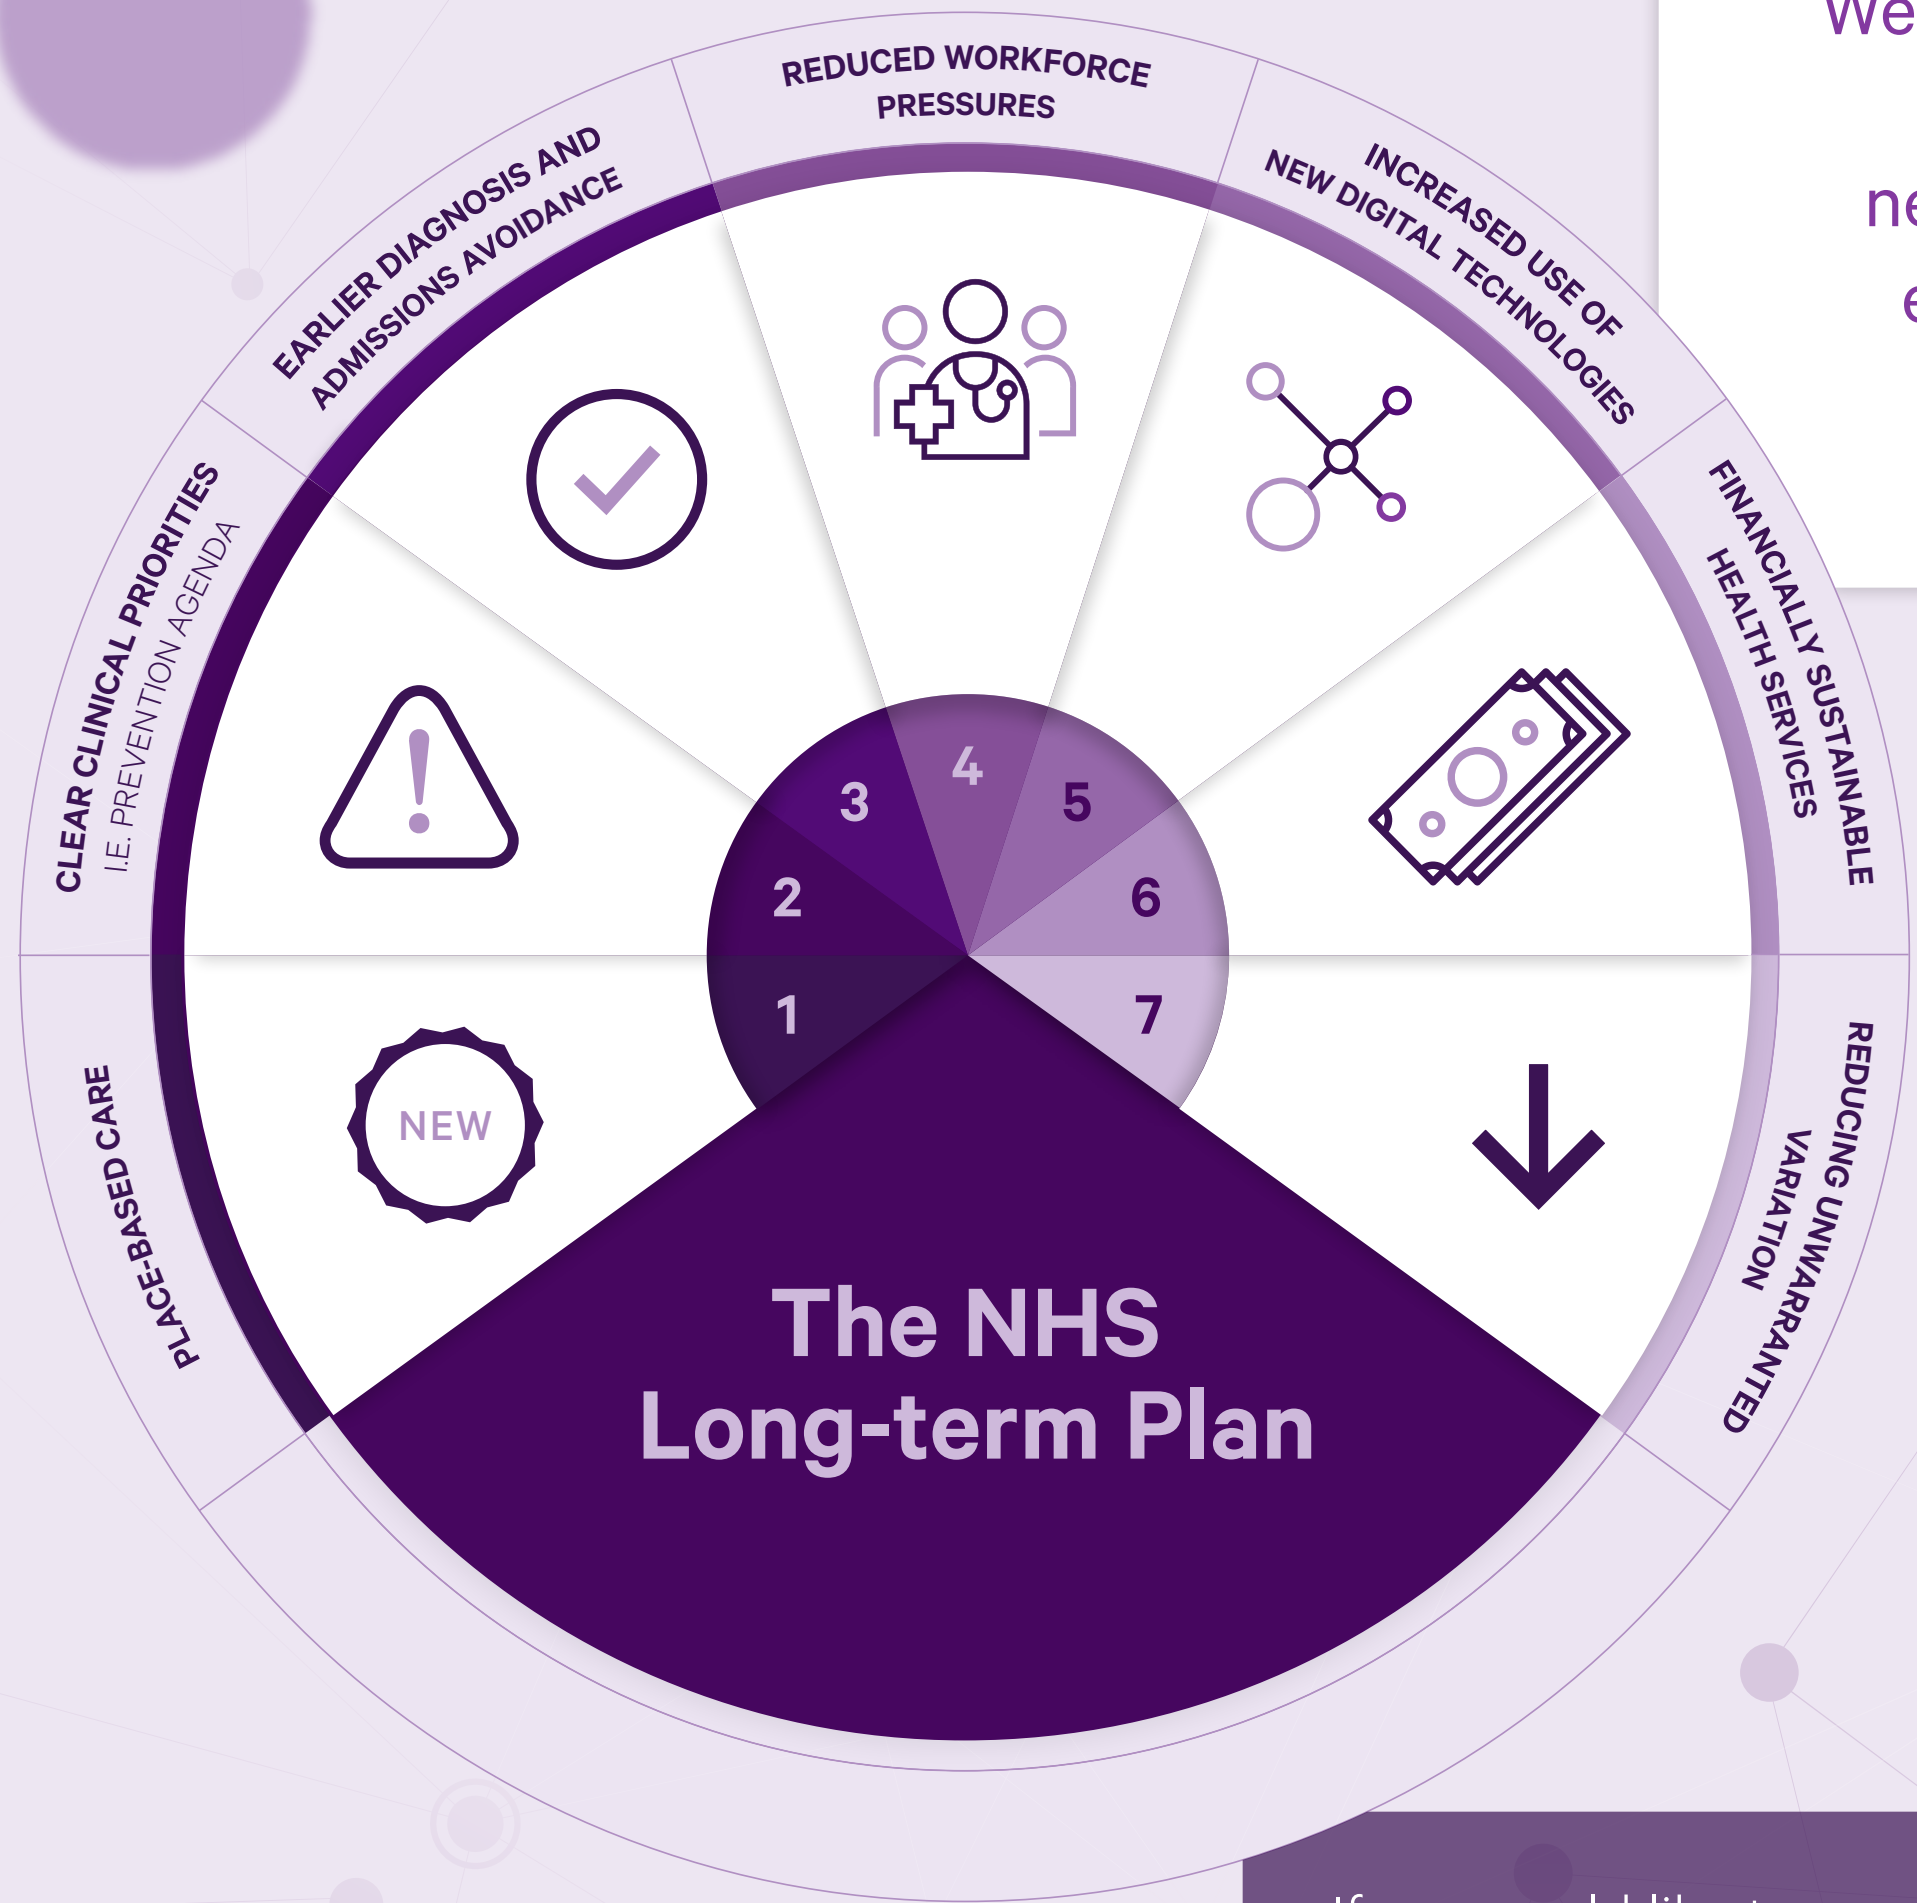 PLACE-BASED CARE
CLEAR CLINICAL PRIORITIES
I.E. PREVENTION AGENDA
EARLIER DIAGNOSIS AND
ADMISSIONS AVOIDANCE
REDUCED WORKFORCE
PRESSURES
INCREASED USE OF
NEW DIGITAL TECHNOLOGIES
FINANCIALLY SUSTAINABLE
HEALTH SERVICES
REDUCING UNWARRANTED
VARIATION
NEW
1
2
3
4
5
6
7
The NHS
Long-term Plan
We